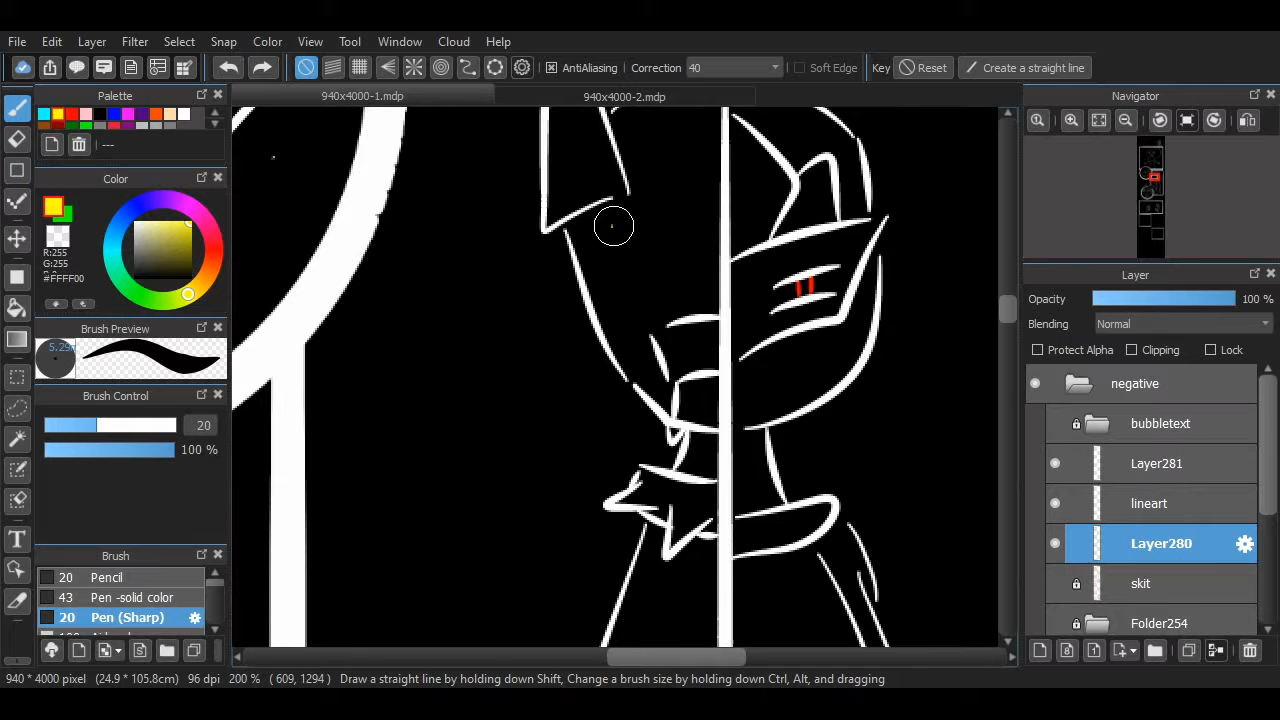 File Edit Layer Filter Select Snap Color View Tool Window Cloud Help
AntiAliasing Correction 40 Soft Edge Key Reset Create a straight line
Palette
---
940x4000-1.mdp 940x4000-2.mdp
Navigator
Color
R:255
G:255
#FFFF00
Brush Preview
Brush Control
20
100 %
Brush
20 Pencil
43 Pen -solid color
20 Pen (Sharp)
Layer
Opacity 100 %
Blending Normal
Protect Alpha Clipping Lock
negative
bubbletext
Layer281
lineart
Layer280
skit
Folder254
940 * 4000 pixel (24.9 * 105.8cm) 96 dpi 200 % ( 609, 1294 ) Draw a straight line by holding down Shift, Change a brush size by holding down Ctrl, Alt, and dragging